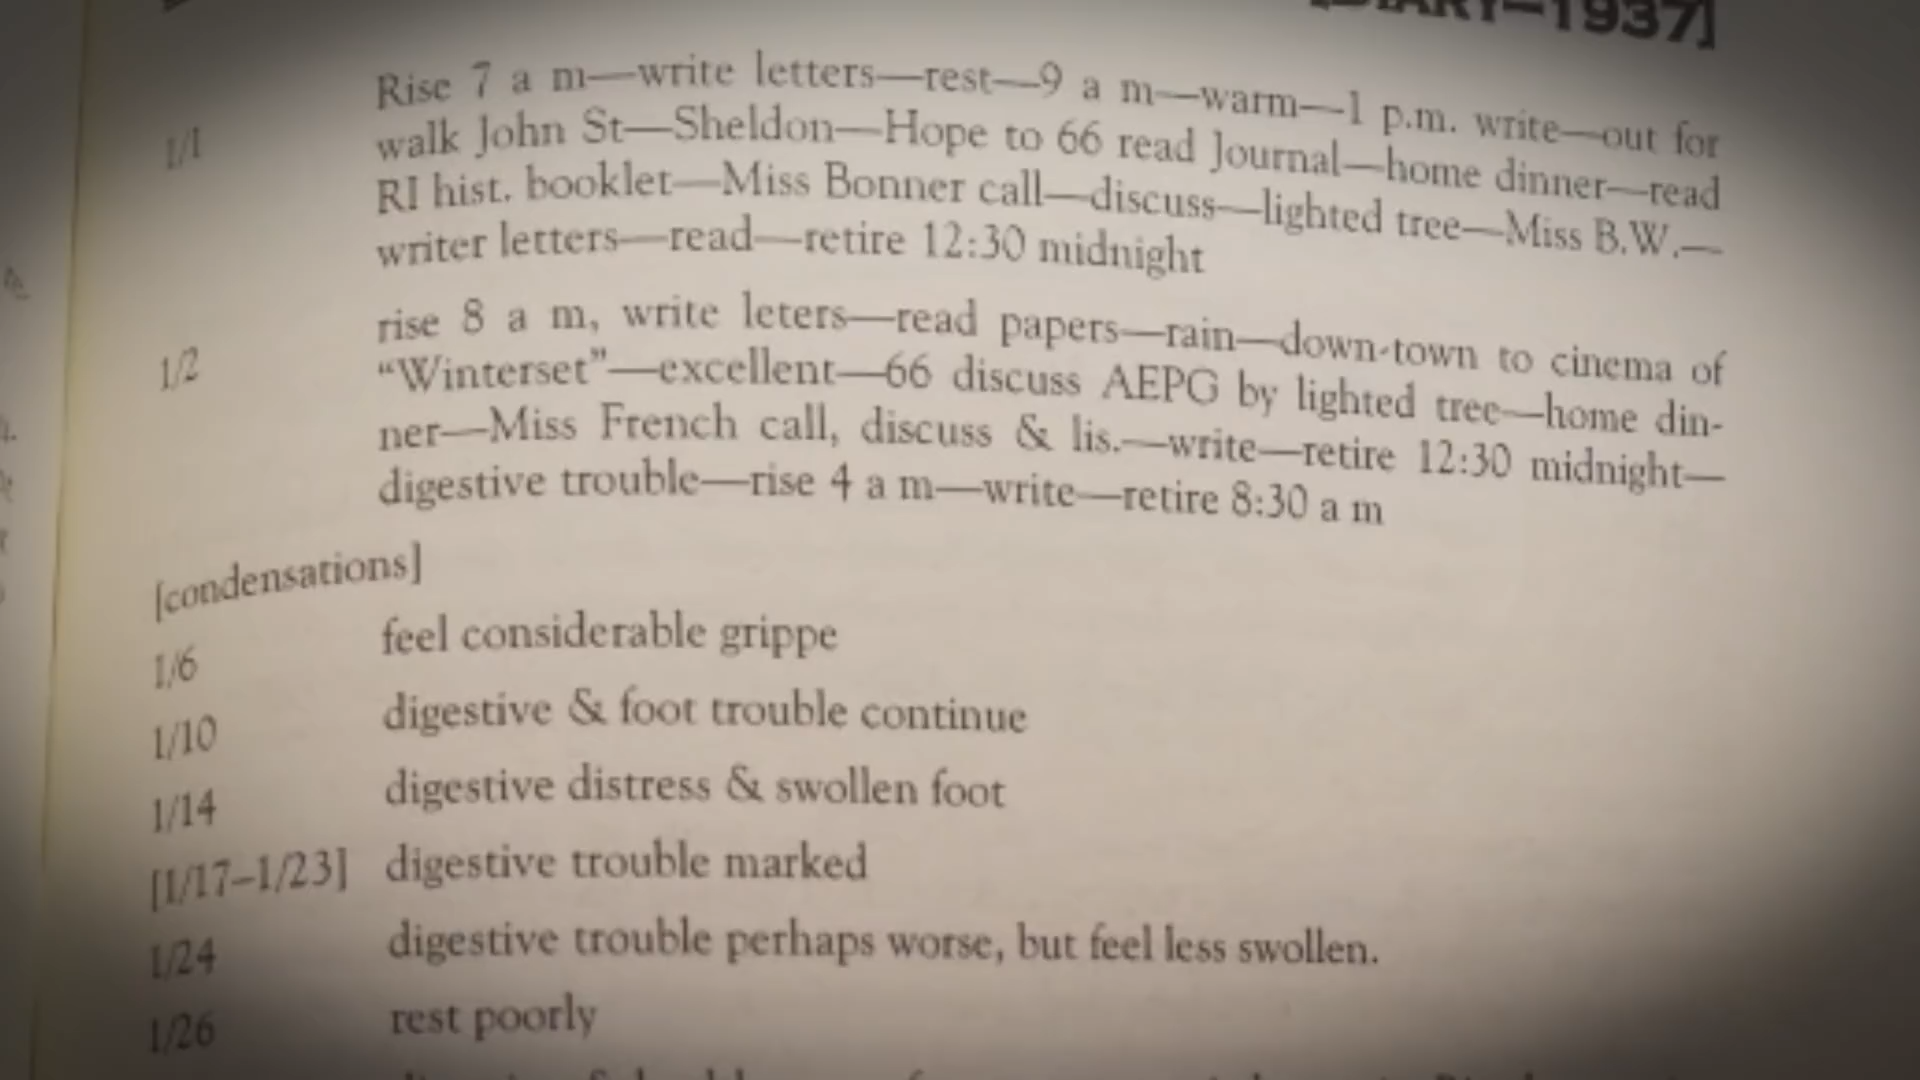 [DIARY—1937]
1/1 Rise 7 a m—write letters—rest—9 a m—warm—1 p.m. write—out for
walk John St—Sheldon—Hope to 66 read Journal—home dinner—read
RI hist. booklet—Miss Bonner call—discuss—lighted tree—Miss B.W.—
writer letters—read—retire 12:30 midnight
1/2 rise 8 a m, write leters—read papers—rain—down-town to cinema of
“Winterset”—excellent—66 discuss AEPG by lighted tree—home din-
ner—Miss French call, discuss & lis.—write—retire 12:30 midnight—
digestive trouble—rise 4 a m—write—retire 8:30 a m
[condensations]
1/6 feel considerable grippe
1/10 digestive & foot trouble continue
1/14 digestive distress & swollen foot
[1/17–1/23] digestive trouble marked
1/24 digestive trouble perhaps worse, but feel less swollen.
1/26 rest poorly